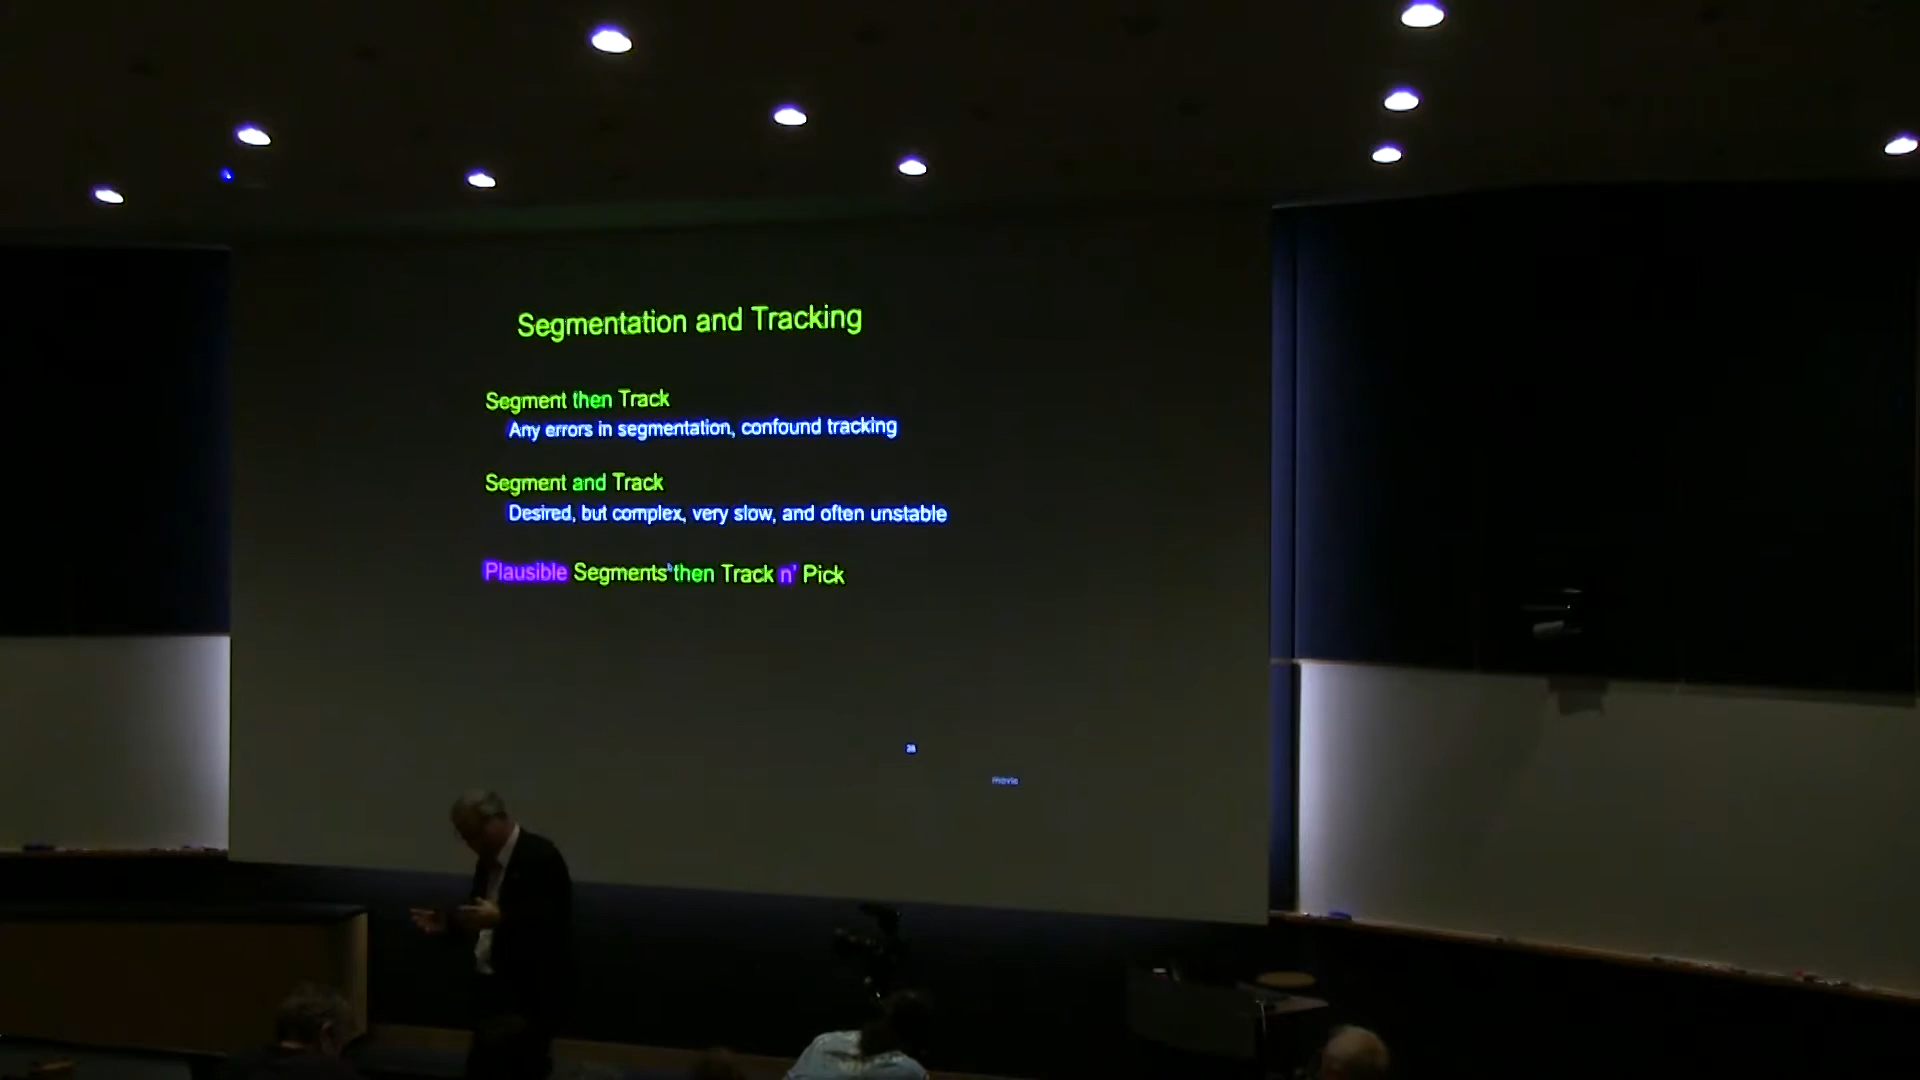 Segmentation and Tracking
Segment then Track
Any errors in segmentation, confound tracking
Segment and Track
Desired, but complex, very slow, and often unstable
Plausible Segments then Track n' Pick
movie